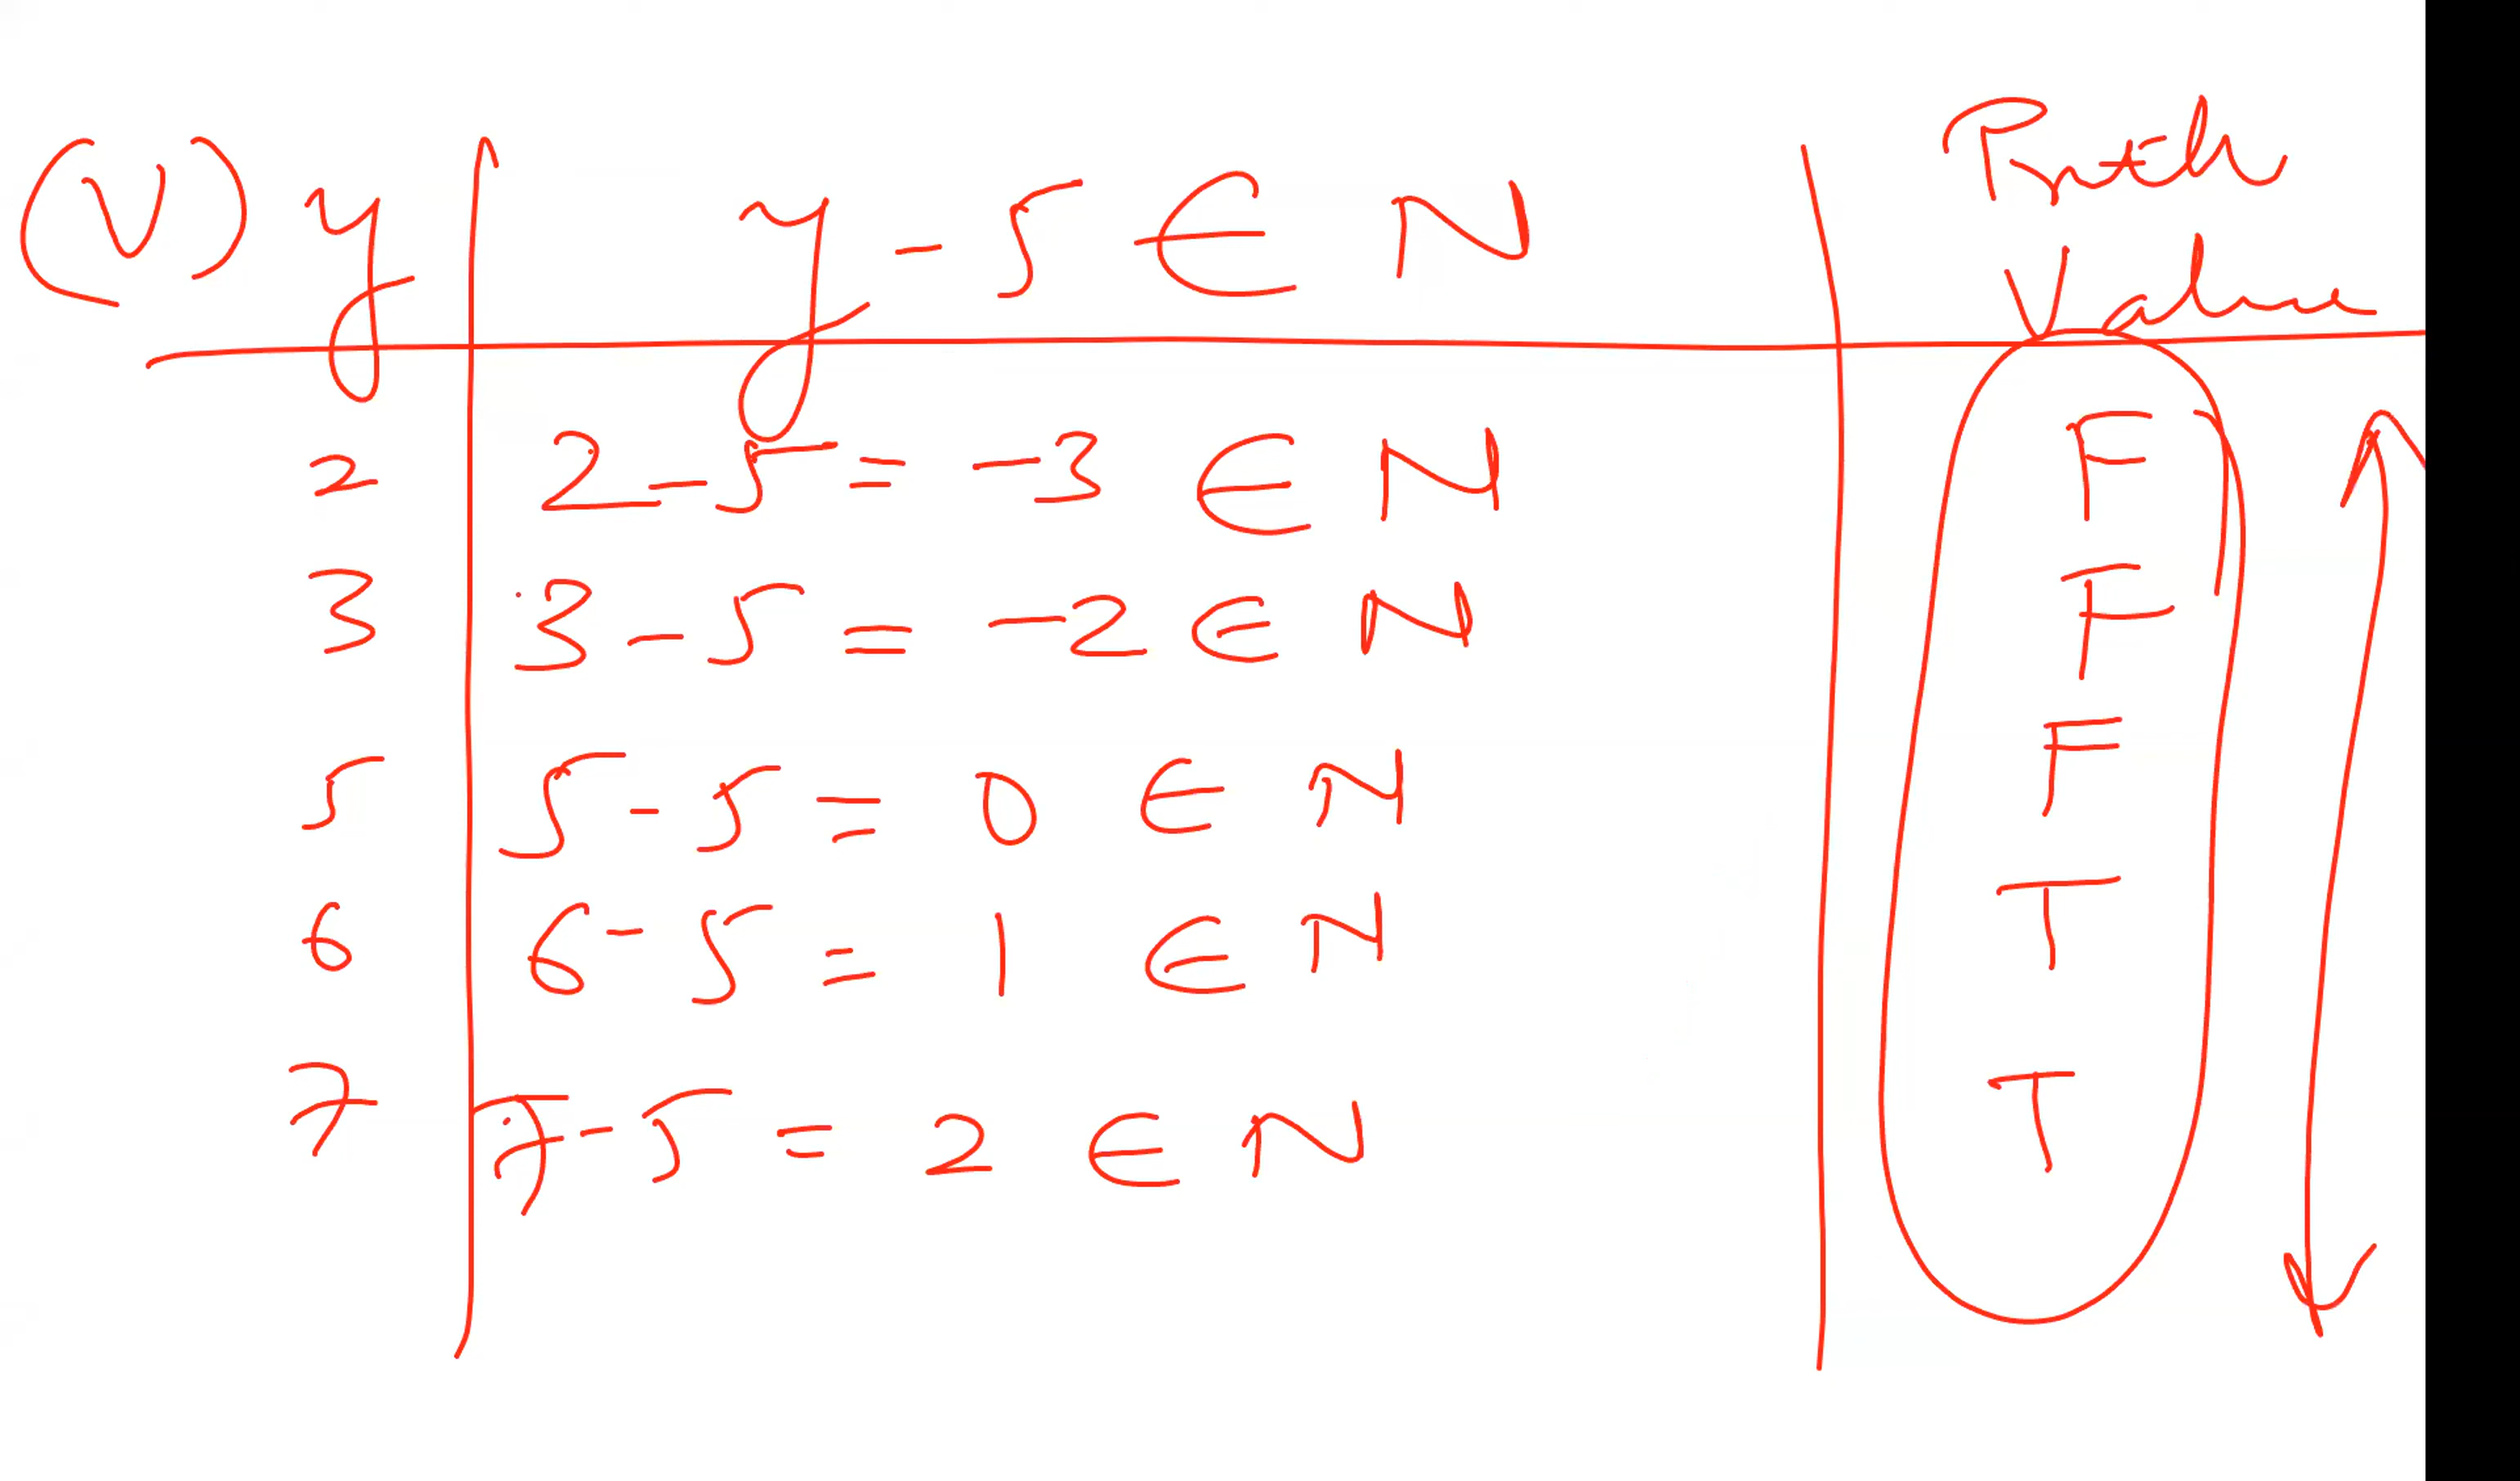 (V) y y - 5 ∈ N Truth Value
2 2 - 5 = -3 ∈ N F
3 3 - 5 = -2 ∈ N F
5 5 - 5 = 0 ∈ N F
6 6 - 5 = 1 ∈ N T
7 7 - 5 = 2 ∈ N T